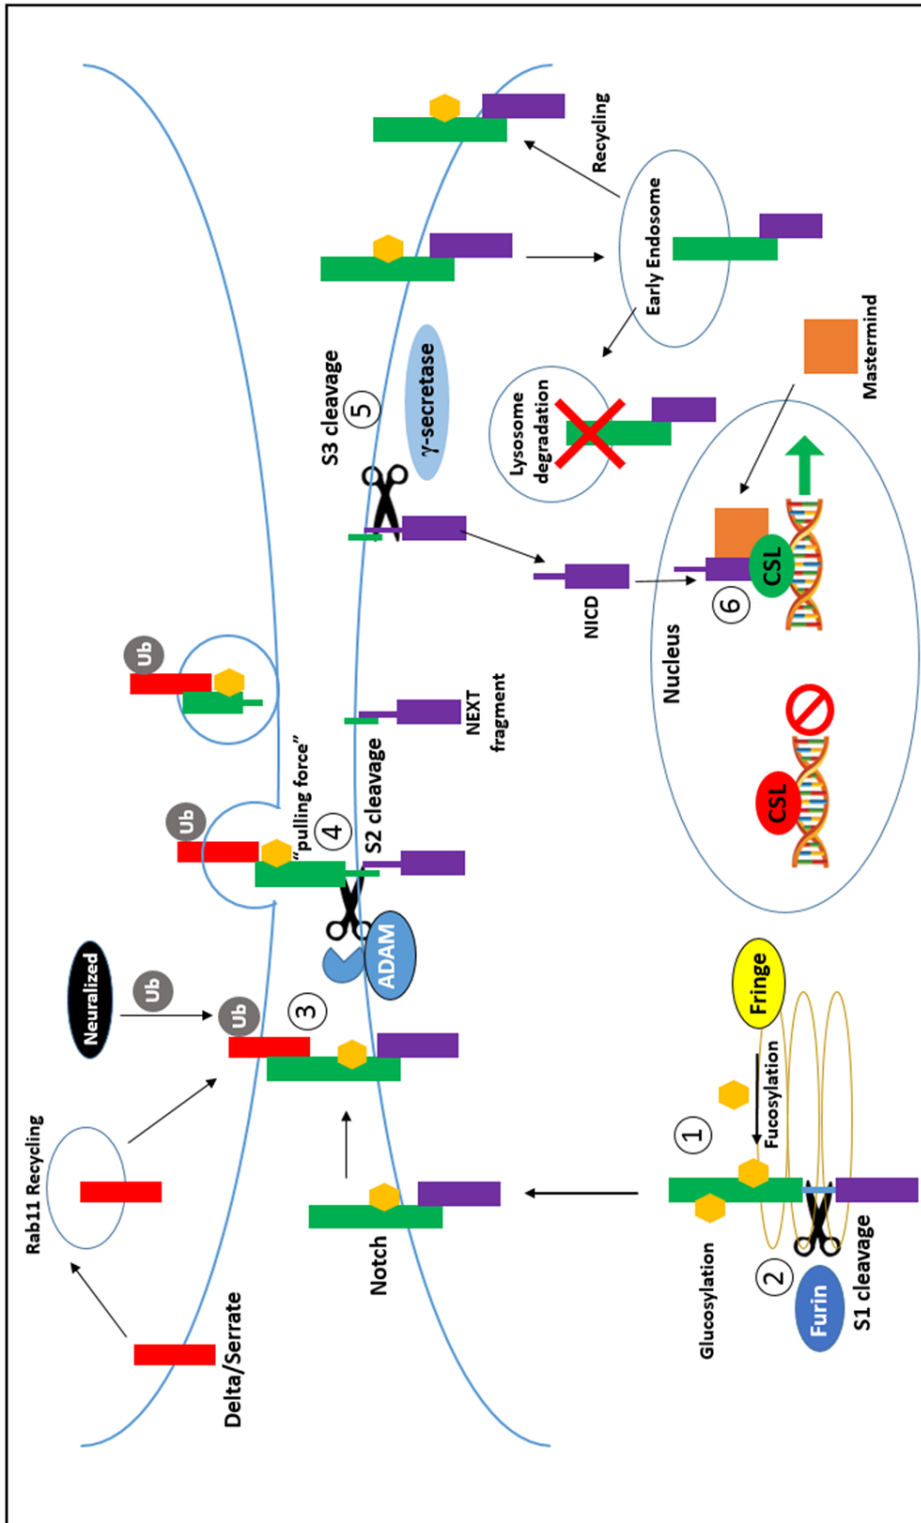 Delta/Serrate
Rab11 Recycling
Neuralized
Ub
Ub
3
Notch
Ub
"pulling force"
4
S2 cleavage
ADAM
Ub
NEXT
fragment
S3 cleavage
5
γ-secretase
Recycling
Early Endosome
Lysosome
degradation
NICD
Nucleus
6
CSL
CSL
Mastermind
Glucosylation
1
Fucosylation
Fringe
2
Furin
S1 cleavage